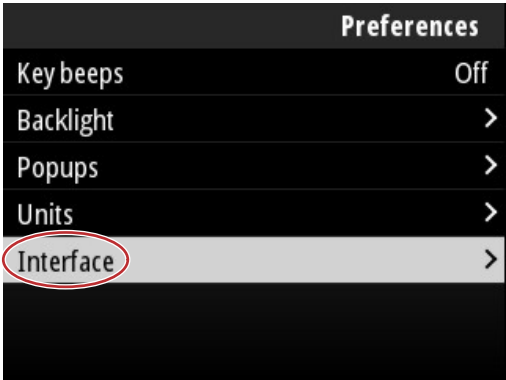 Preferences
Key beeps Off
Backlight
Popups
Units
Interface